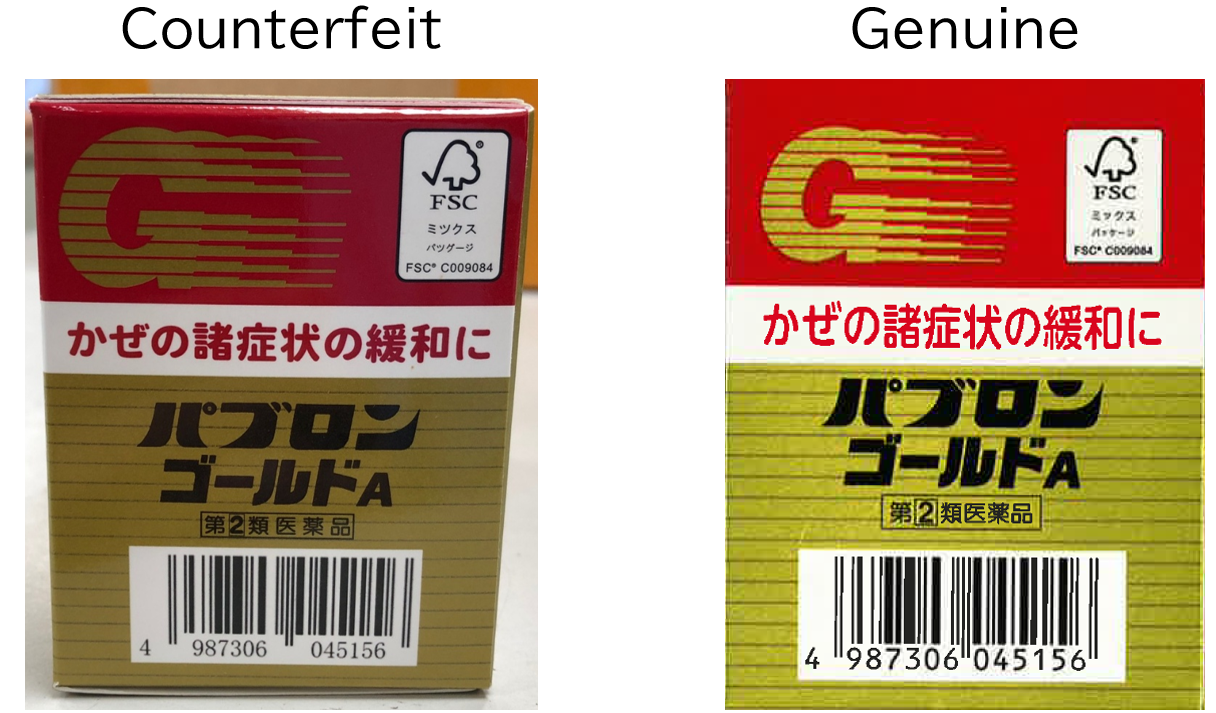 Counterfeit
G
FSC
ミツクス
パツゲージ
FSC® C009084
かぜの諸症状の緩和に
パブロン
ゴールドA
第2類医薬品
4 987306 045156
Genuine
G
FSC
ミックス
パッケージ
FSC® C009084
かぜの諸症状の緩和に
パブロン
ゴールドA
第2類医薬品
4 987306 045156